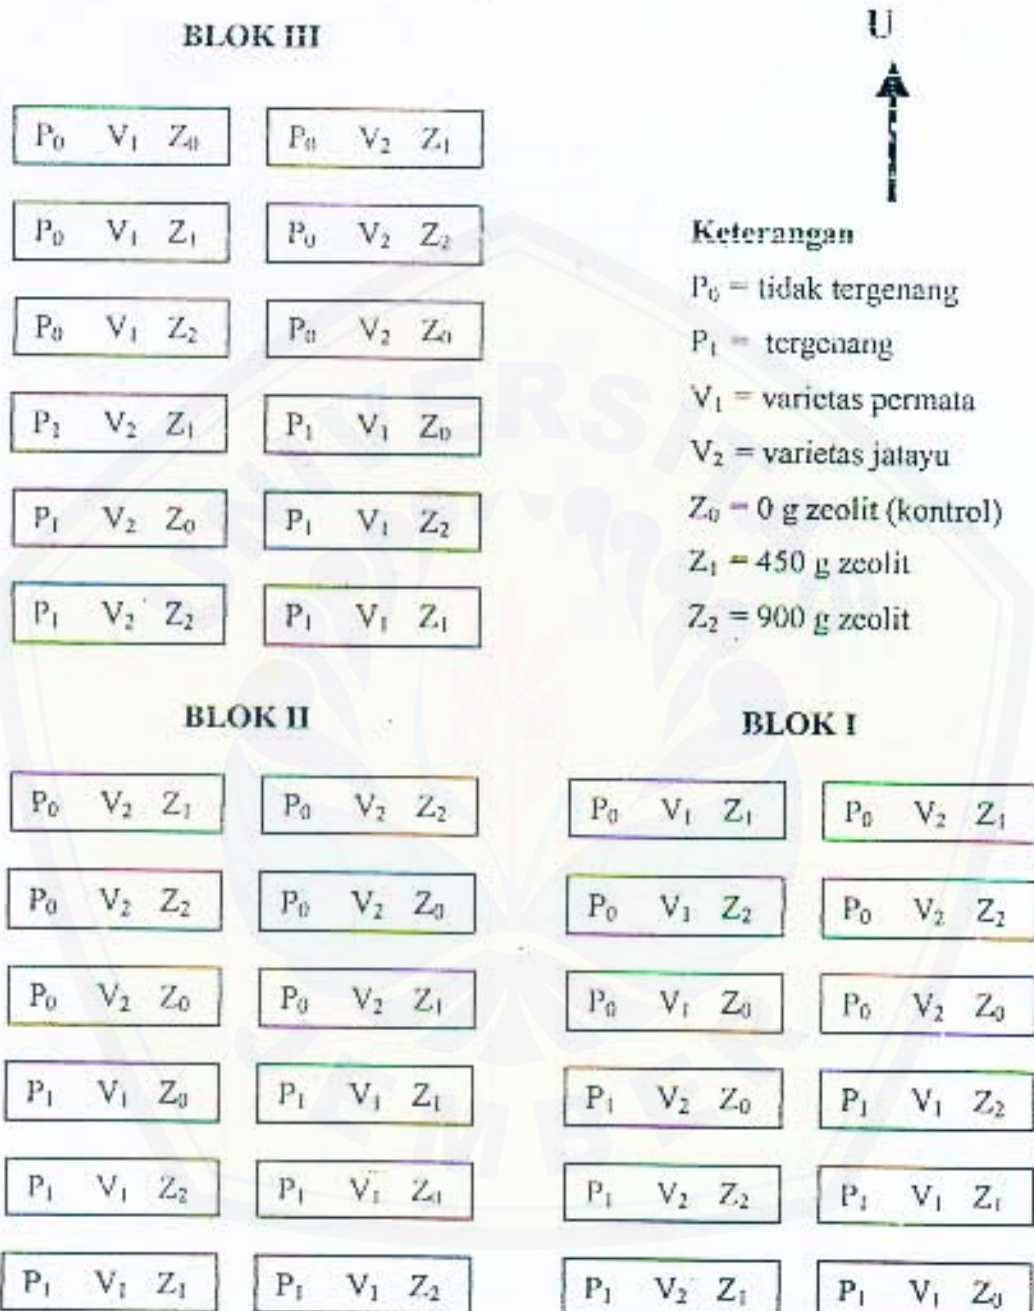 BLOK III
U
P₀ V₁ Z₀
P₀ V₂ Z₁
P₀ V₁ Z₁
P₀ V₂ Z₂
P₀ V₁ Z₂
P₀ V₂ Z₀
P₁ V₂ Z₁
P₁ V₁ Z₀
P₁ V₂ Z₀
P₁ V₁ Z₂
P₁ V₂ Z₂
P₁ V₁ Z₁
Keterangan
P₀ = tidak tergenang
P₁ = tergenang
V₁ = varietas permata
V₂ = varietas jatayu
Z₀ = 0 g zeolit (kontrol)
Z₁ = 450 g zeolit
Z₂ = 900 g zeolit
BLOK II
P₀ V₂ Z₁
P₀ V₂ Z₂
P₀ V₂ Z₂
P₀ V₂ Z₀
P₀ V₂ Z₀
P₀ V₂ Z₁
P₁ V₁ Z₀
P₁ V₁ Z₁
P₁ V₁ Z₂
P₁ V₁ Z₀
P₁ V₁ Z₁
P₁ V₁ Z₂
BLOK I
P₀ V₁ Z₁
P₀ V₂ Z₁
P₀ V₁ Z₂
P₀ V₂ Z₂
P₀ V₁ Z₀
P₀ V₂ Z₀
P₁ V₂ Z₀
P₁ V₁ Z₂
P₁ V₂ Z₂
P₁ V₁ Z₁
P₁ V₂ Z₁
P₁ V₁ Z₀
UNIVERSITAS
JEMBER